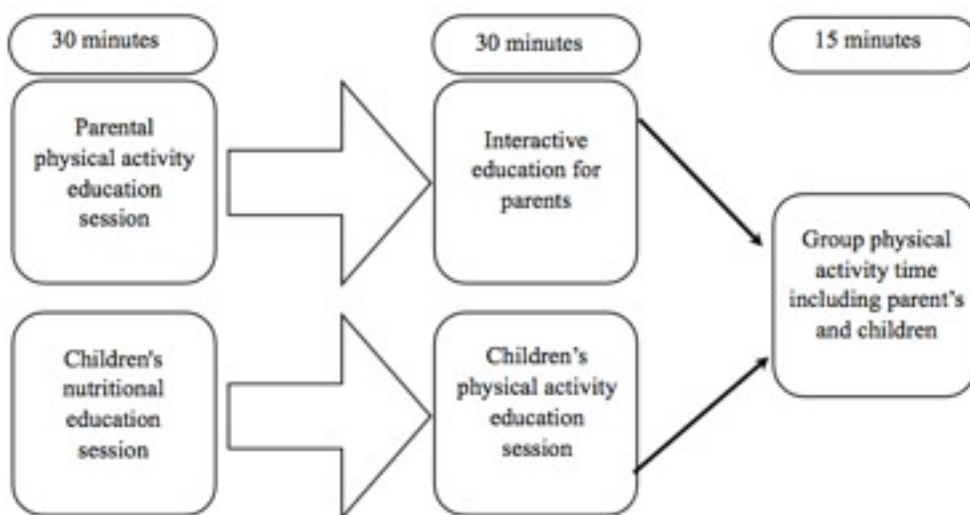 30 minutes
30 minutes
15 minutes
Parental
physical activity
education
session
Interactive
education for
parents
Group physical
activity time
including parent's
and children
Children's
nutritional
education
session
Children's
physical activity
education
session